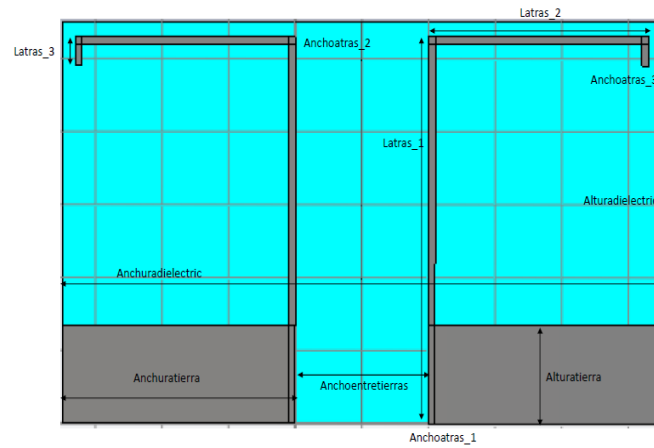 Latras_2
Latras_3
Anchoatras_2
Anchoatras_3
Latras_1
Alturadielectric
Anchuradielectric
Anchuratierra
Anchoentretierras
Alturatierra
Anchoatras_1